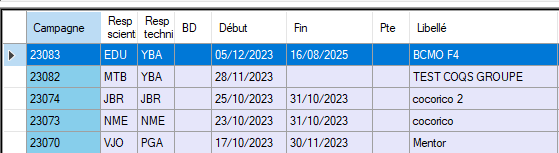 Campagne Resp scient Resp techni BD Début Fin Pte Libellé
23083 EDU YBA 05/12/2023 16/08/2025 BCMO F4
23082 MTB YBA 28/11/2023 TEST COQS GROUPE
23074 JBR JBR 25/10/2023 31/10/2023 cocorico 2
23073 NME NME 23/10/2023 31/10/2023 cocorico
23070 VJO PGA 17/10/2023 30/11/2023 Mentor